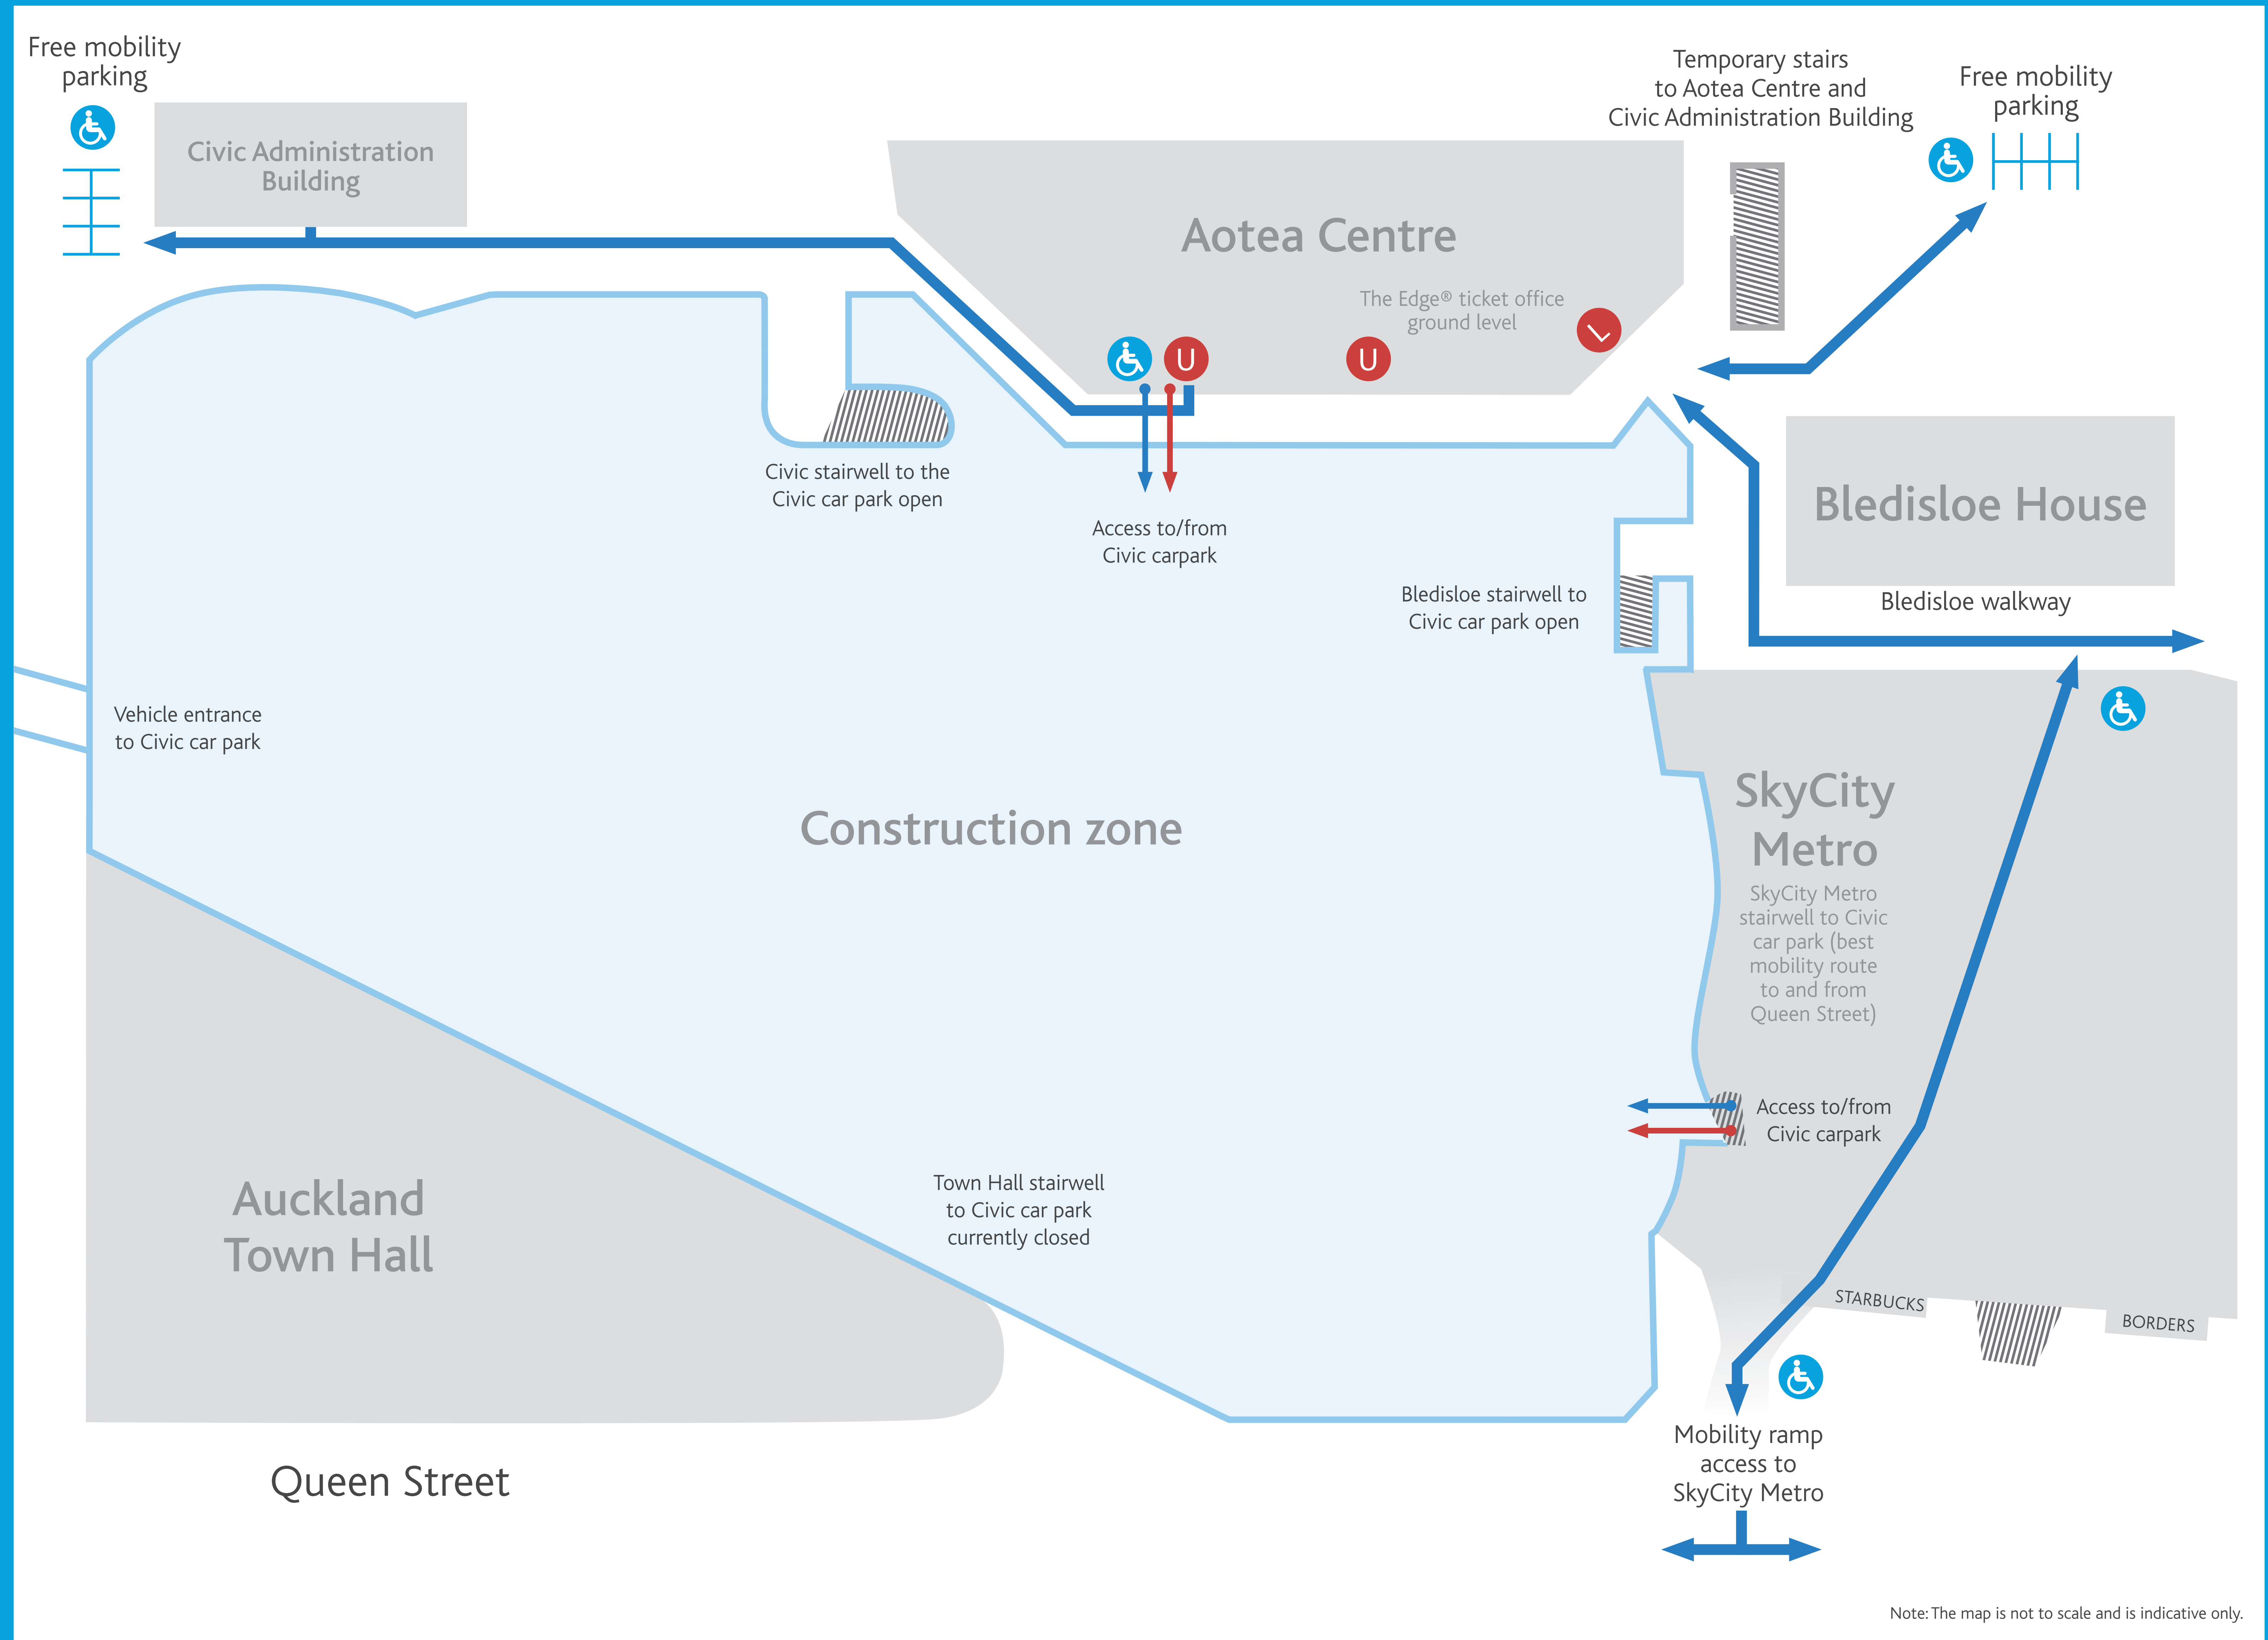 Free mobility
parking
Civic Administration
Building
Aotea Centre
The Edge® ticket office
ground level
U
U
L
Temporary stairs
to Aotea Centre and
Civic Administration Building
Free mobility
parking
Civic stairwell to the
Civic car park open
Access to/from
Civic carpark
Bledisloe House
Bledisloe walkway
Bledisloe stairwell to
Civic car park open
Vehicle entrance
to Civic car park
Construction zone
SkyCity
Metro
SkyCity Metro
stairwell to Civic
car park (best
mobility route
to and from
Queen Street)
Access to/from
Civic carpark
Auckland
Town Hall
Town Hall stairwell
to Civic car park
currently closed
STARBUCKS
BORDERS
Mobility ramp
access to
SkyCity Metro
Queen Street
Note: The map is not to scale and is indicative only.